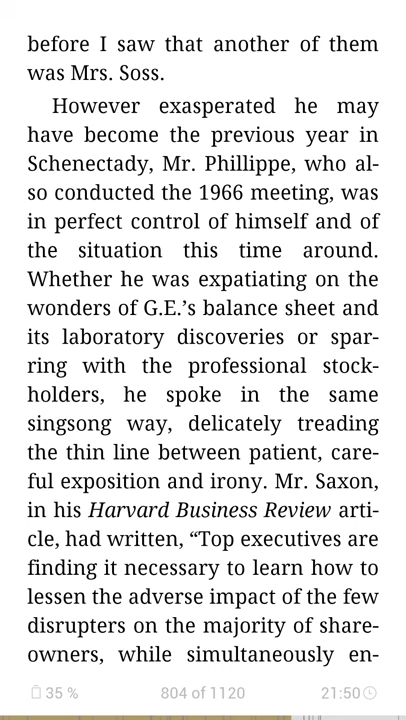 before I saw that another of them
was Mrs. Soss.
However exasperated he may
have become the previous year in
Schenectady, Mr. Phillippe, who al-
so conducted the 1966 meeting, was
in perfect control of himself and of
the situation this time around.
Whether he was expatiating on the
wonders of G.E.’s balance sheet and
its laboratory discoveries or spar-
ring with the professional stock-
holders, he spoke in the same
singsong way, delicately treading
the thin line between patient, care-
ful exposition and irony. Mr. Saxon,
in his Harvard Business Review arti-
cle, had written, “Top executives are
finding it necessary to learn how to
lessen the adverse impact of the few
disrupters on the majority of share-
owners, while simultaneously en-
35 % 804 of 1120 21:50